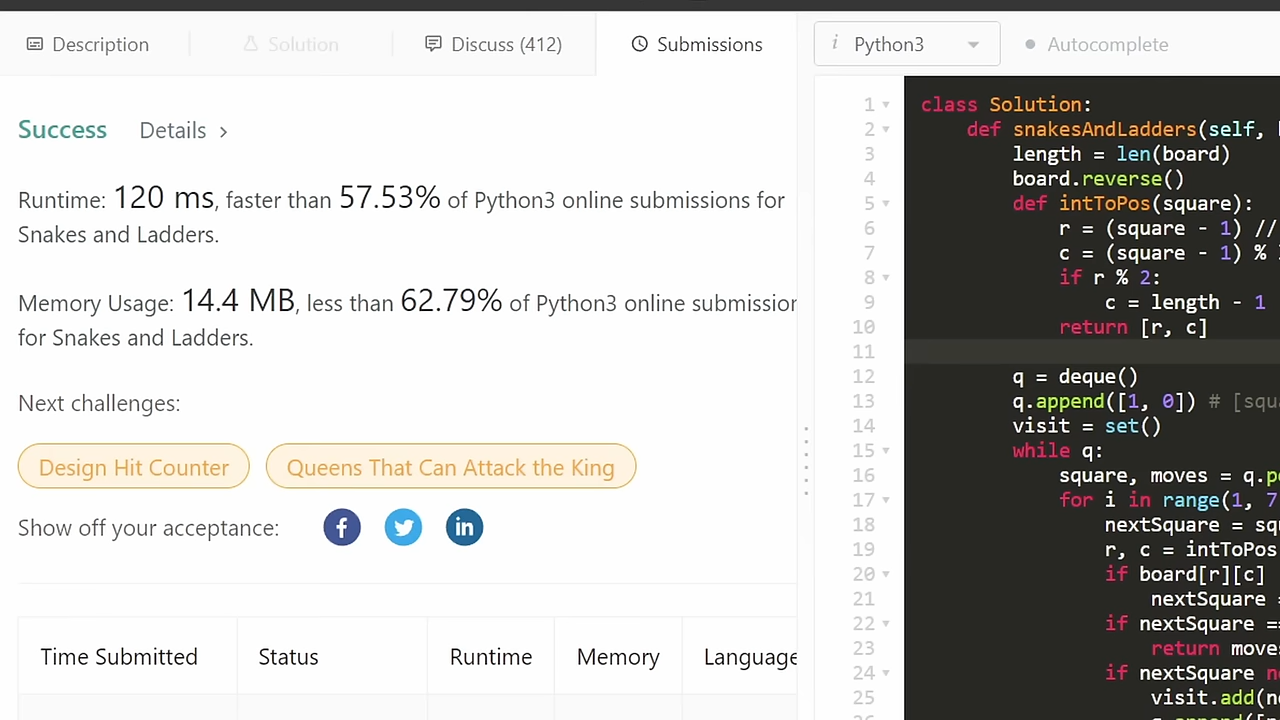 Description
Solution
Discuss (412)
Submissions
i Python3
Autocomplete
Success Details >
Runtime: 120 ms, faster than 57.53% of Python3 online submissions for
Snakes and Ladders.
Memory Usage: 14.4 MB, less than 62.79% of Python3 online submission
for Snakes and Ladders.
Next challenges:
Design Hit Counter
Queens That Can Attack the King
Show off your acceptance:
f
in
Time Submitted Status Runtime Memory Language
1 class Solution:
2 def snakesAndLadders(self,
3 length = len(board)
4 board.reverse()
5 def intToPos(square):
6 r = (square - 1) //
7 c = (square - 1) %
8 if r % 2:
9 c = length - 1
10 return [r, c]
11
12 q = deque()
13 q.append([1, 0]) # [squ
14 visit = set()
15 while q:
16 square, moves = q.p
17 for i in range(1, 7
18 nextSquare = sq
19 r, c = intToPos
20 if board[r][c]
21 nextSquare =
22 if nextSquare ==
23 return move
24 if nextSquare n
25 visit.add(n